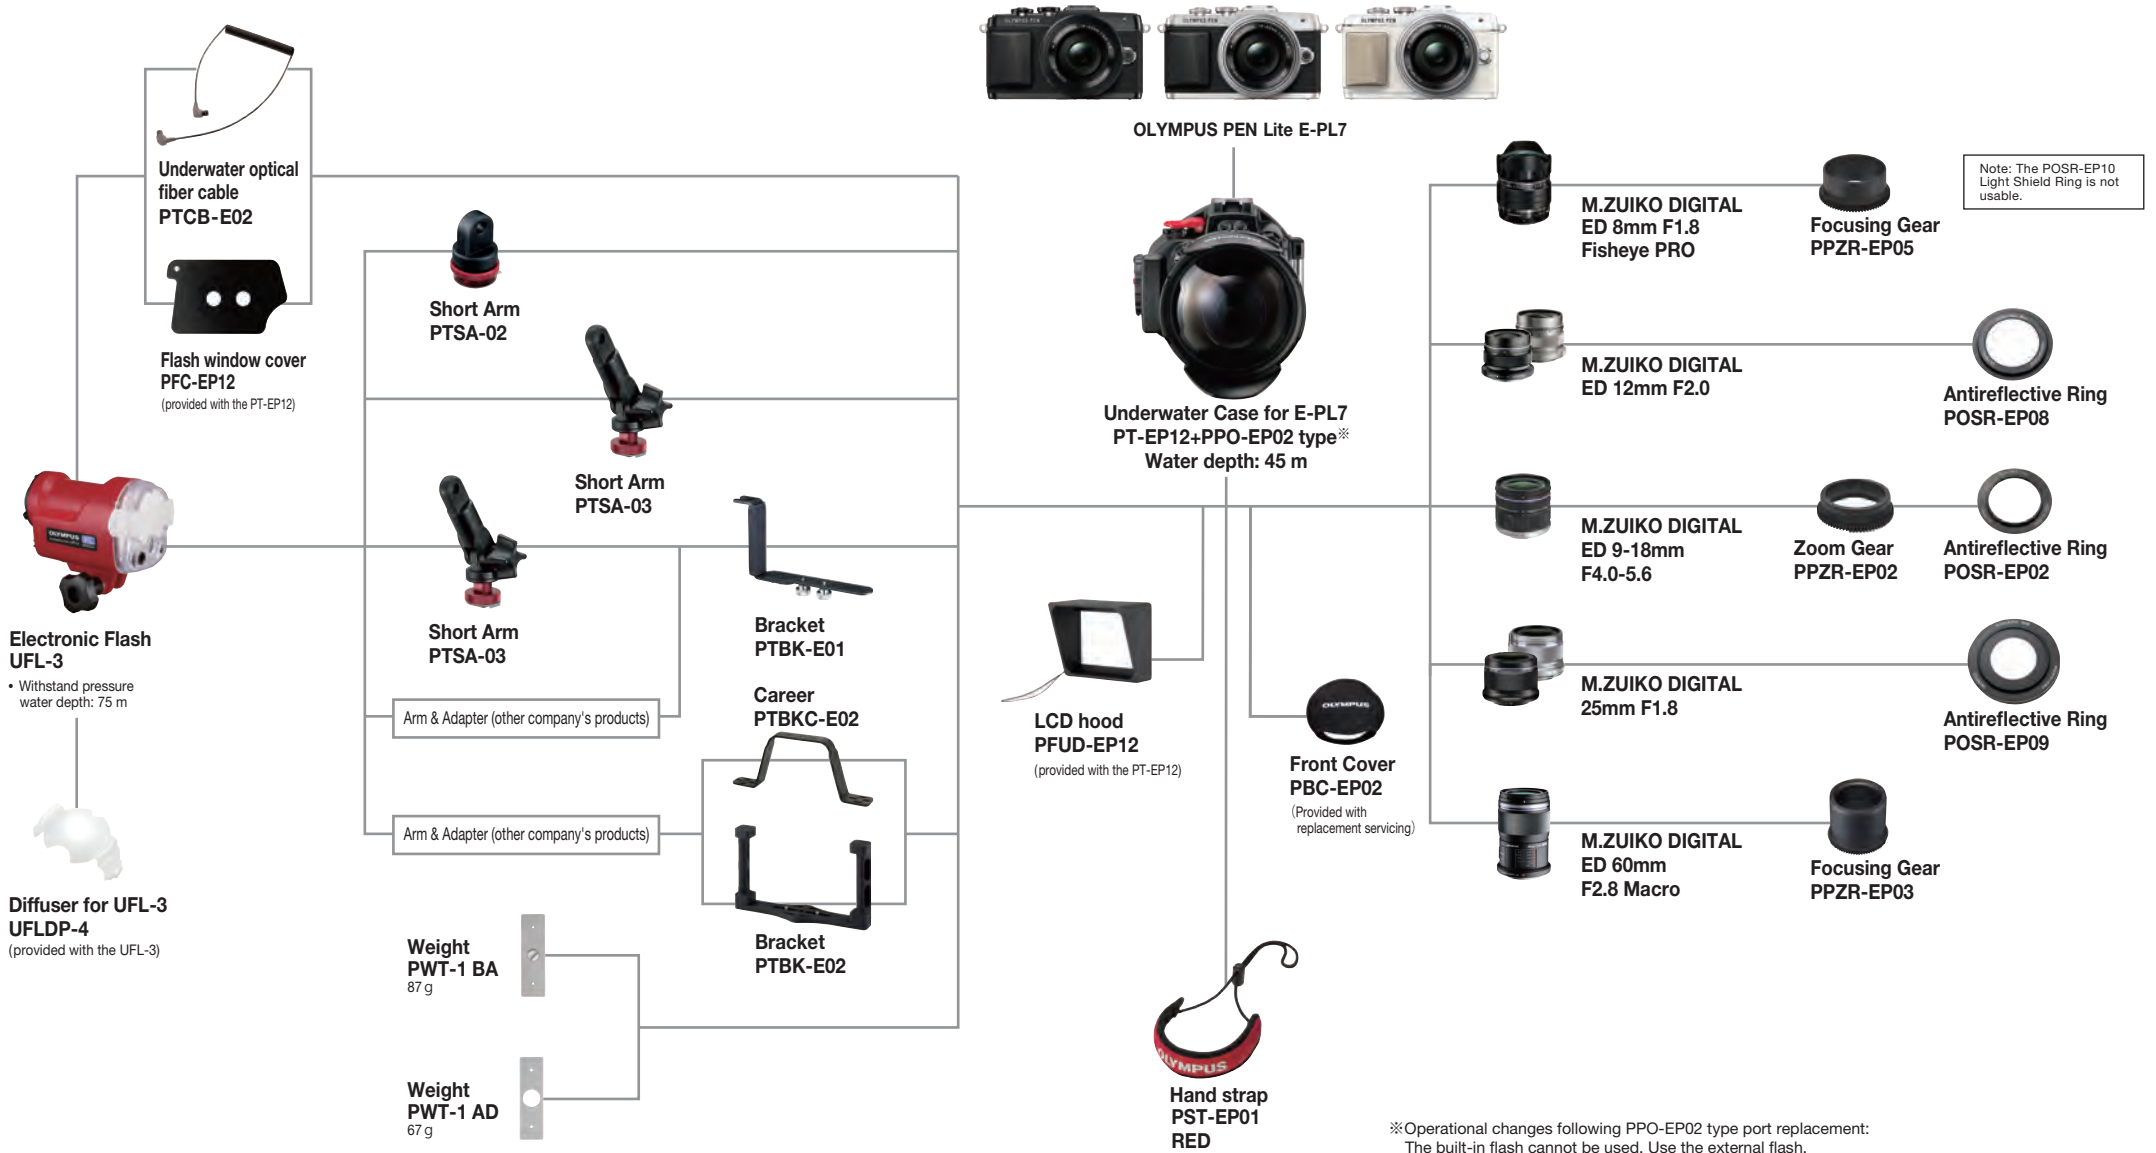 OLYMPUS PEN Lite E-PL7
Underwater optical
fiber cable
PTCB-E02
Flash window cover
PFC-EP12
(provided with the PT-EP12)
Short Arm
PTSA-02
Short Arm
PTSA-03
Short Arm
PTSA-03
OLYMPUS
Electronic Flash
UFL-3
• Withstand pressure
water depth: 75 m
Diffuser for UFL-3
UFLDP-4
(provided with the UFL-3)
Bracket
PTBK-E01
Arm & Adapter (other company's products)
Career
PTBKC-E02
Arm & Adapter (other company's products)
Bracket
PTBK-E02
Weight
PWT-1 BA
87 g
Weight
PWT-1 AD
67 g
Underwater Case for E-PL7
PT-EP12+PPO-EP02 type※
Water depth: 45 m
LCD hood
PFUD-EP12
(provided with the PT-EP12)
OLYMPUS
Front Cover
PBC-EP02
(Provided with
replacement servicing)
OLYMPUS
Hand strap
PST-EP01
RED
M.ZUIKO DIGITAL
ED 8mm F1.8
Fisheye PRO
Focusing Gear
PPZR-EP05
Note: The POSR-EP10
Light Shield Ring is not
usable.
M.ZUIKO DIGITAL
ED 12mm F2.0
Antireflective Ring
POSR-EP08
M.ZUIKO DIGITAL
ED 9-18mm
F4.0-5.6
Zoom Gear
PPZR-EP02
Antireflective Ring
POSR-EP02
M.ZUIKO DIGITAL
25mm F1.8
Antireflective Ring
POSR-EP09
M.ZUIKO DIGITAL
ED 60mm
F2.8 Macro
Focusing Gear
PPZR-EP03
※Operational changes following PPO-EP02 type port replacement:
The built-in flash cannot be used. Use the external flash.